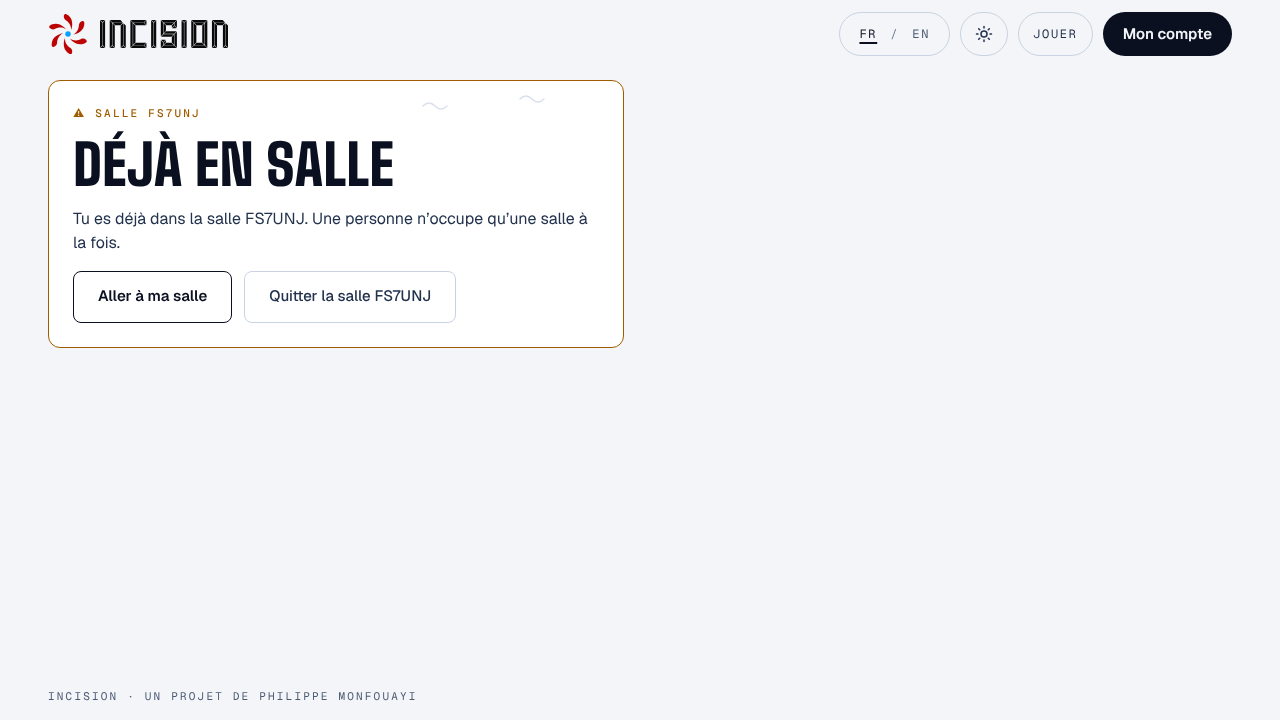 INCISION
FR / EN
JOUER
Mon compte
SALLE FS7UNJ
DÉJÀ EN SALLE
Tu es déjà dans la salle FS7UNJ. Une personne n’occupe qu’une salle à
la fois.
Aller à ma salle
Quitter la salle FS7UNJ
INCISION · UN PROJET DE PHILIPPE MONFOUAYI